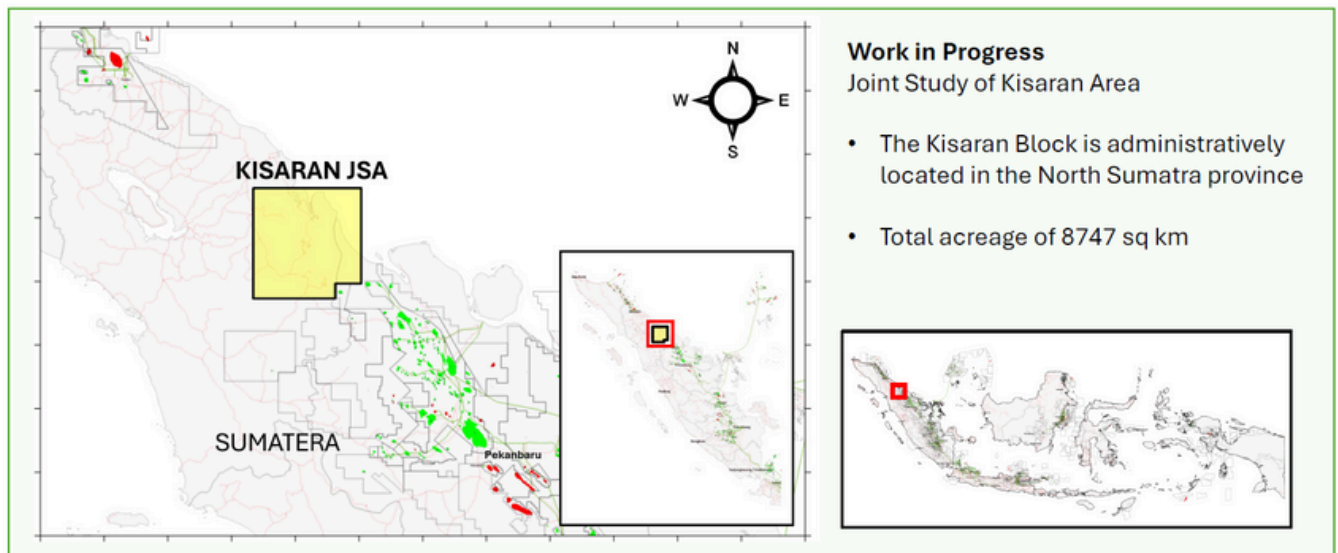 Work in Progress
Joint Study of Kisaran Area
• The Kisaran Block is administratively
located in the North Sumatra province
• Total acreage of 8747 sq km
N
W
E
S
KISARAN JSA
SUMATERA
Pekanbaru